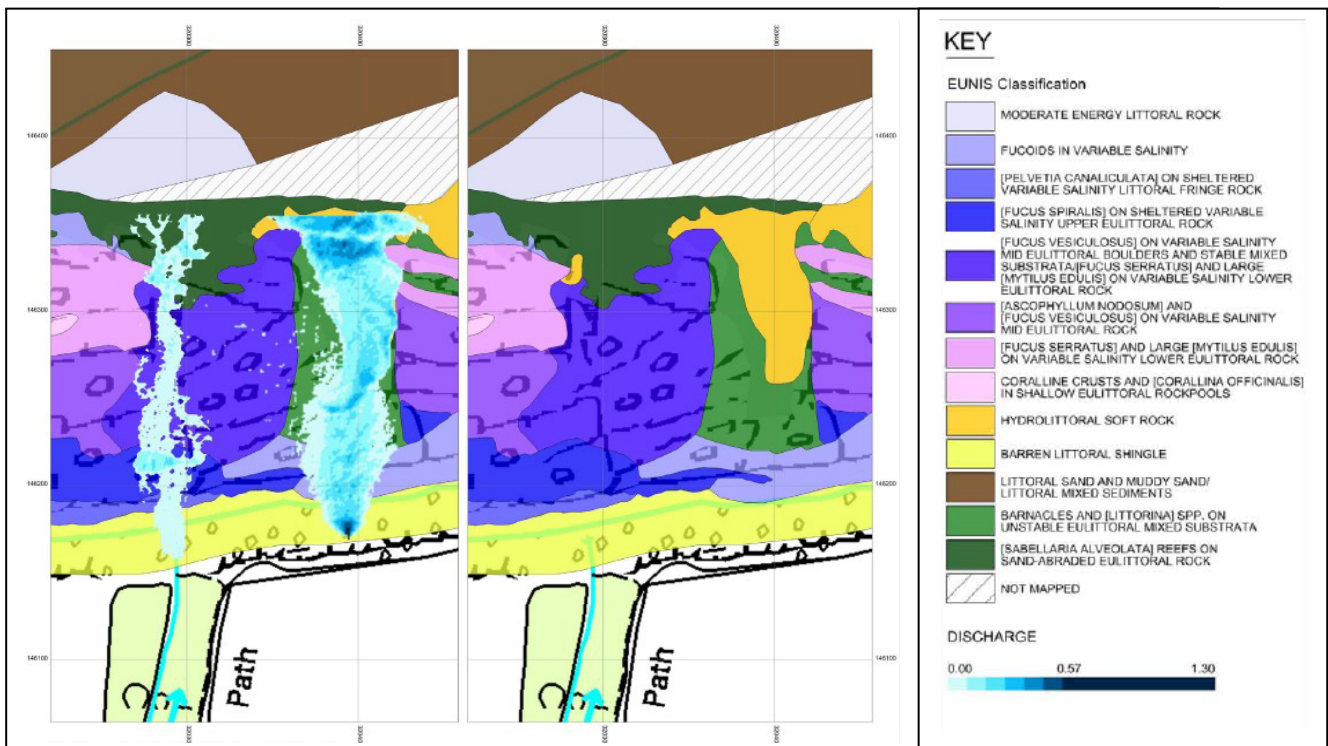 146400
146300
146200
146100
Path
C
146400
146300
146200
146100
Path
C
KEY
EUNIS Classification
MODERATE ENERGY LITTORAL ROCK
FUCOIDS IN VARIABLE SALINITY
[PELVETIA CANALICULATA] ON SHELTERED
VARIABLE SALINITY LITTORAL FRINGE ROCK
[FUCUS SPIRALIS] ON SHELTERED VARIABLE
SALINITY UPPER EULITTORAL ROCK
[FUCUS VESICULOSUS] ON VARIABLE SALINITY
MID EULITTORAL BOULDERS AND STABLE MIXED
SUBSTRATA/[FUCUS SERRATUS] AND LARGE
[MYTILUS EDULIS] ON VARIABLE SALINITY LOWER
EULITTORAL ROCK
[ASCOPHYLLUM NODOSUM] AND
[FUCUS VESICULOSUS] ON VARIABLE SALINITY
MID EULITTORAL ROCK
[FUCUS SERRATUS] AND LARGE [MYTILUS EDULIS]
ON VARIABLE SALINITY LOWER EULITTORAL ROCK
CORALLINE CRUSTS AND [CORALLINA OFFICINALIS]
IN SHALLOW EULITTORAL ROCKPOOLS
HYDROLITTORAL SOFT ROCK
BARREN LITTORAL SHINGLE
LITTORAL SAND AND MUDDY SAND/
LITTORAL MIXED SEDIMENTS
BARNACLES AND [LITTORINA] SPP. ON
UNSTABLE EULITTORAL MIXED SUBSTRATA
[SABELLARIA ALVEOLATA] REEFS ON
SAND-ABRADED EULITTORAL ROCK
NOT MAPPED
DISCHARGE
0.00 0.57 1.30